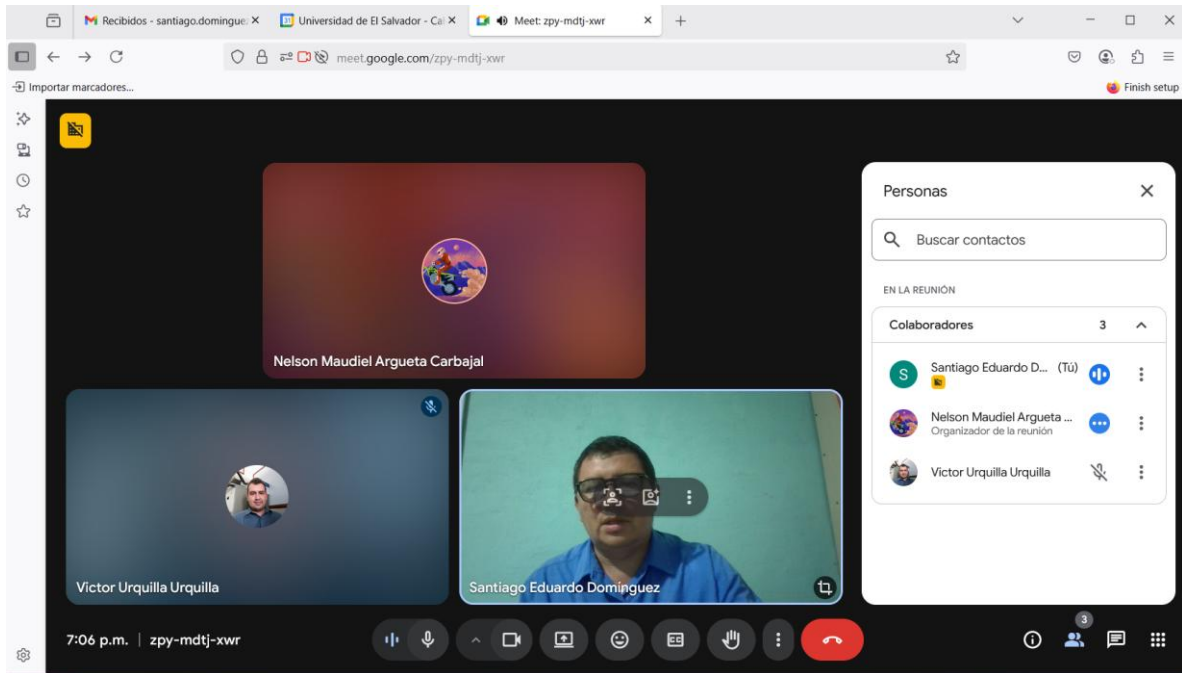 Recibidos - santiago.domingue
Universidad de El Salvador - Cal
Meet: zpy-mdtj-xwr
meet.google.com/zpy-mdtj-xwr
Importar marcadores...
Finish setup
Nelson Maudiel Argueta Carbajal
Victor Urquilla Urquilla
Santiago Eduardo Dominguez
Personas
Buscar contactos
EN LA REUNIÓN
Colaboradores 3
Santiago Eduardo D... (Tú)
S
Nelson Maudiel Argueta ...
Organizador de la reunión
Victor Urquilla Urquilla
7:06 p.m. | zpy-mdtj-xwr
CC
3